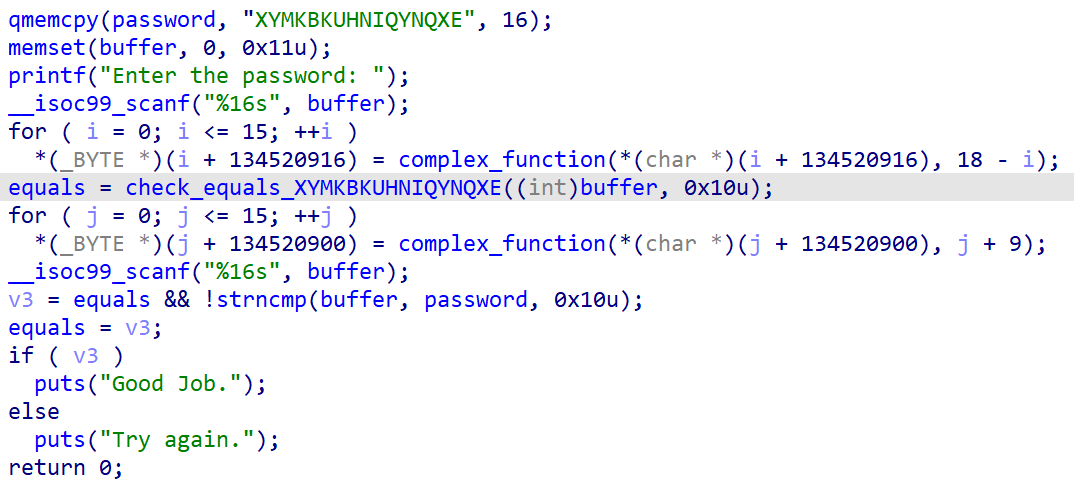 qmemcpy(password, "XYMKBKUHNIQYNQXE", 16);
memset(buffer, 0, 0x11u);
printf("Enter the password: ");
__isoc99_scanf("%16s", buffer);
for ( i = 0; i <= 15; ++i )
  *(_BYTE *)(i + 134520916) = complex_function(*(char *)(i + 134520916), 18 - i);
equals = check_equals_XYMKBKUHNIQYNQXE((int)buffer, 0x10u);
for ( j = 0; j <= 15; ++j )
  *(_BYTE *)(j + 134520900) = complex_function(*(char *)(j + 134520900), j + 9);
__isoc99_scanf("%16s", buffer);
v3 = equals && !strncmp(buffer, password, 0x10u);
equals = v3;
if ( v3 )
  puts("Good Job.");
else
  puts("Try again.");
return 0;